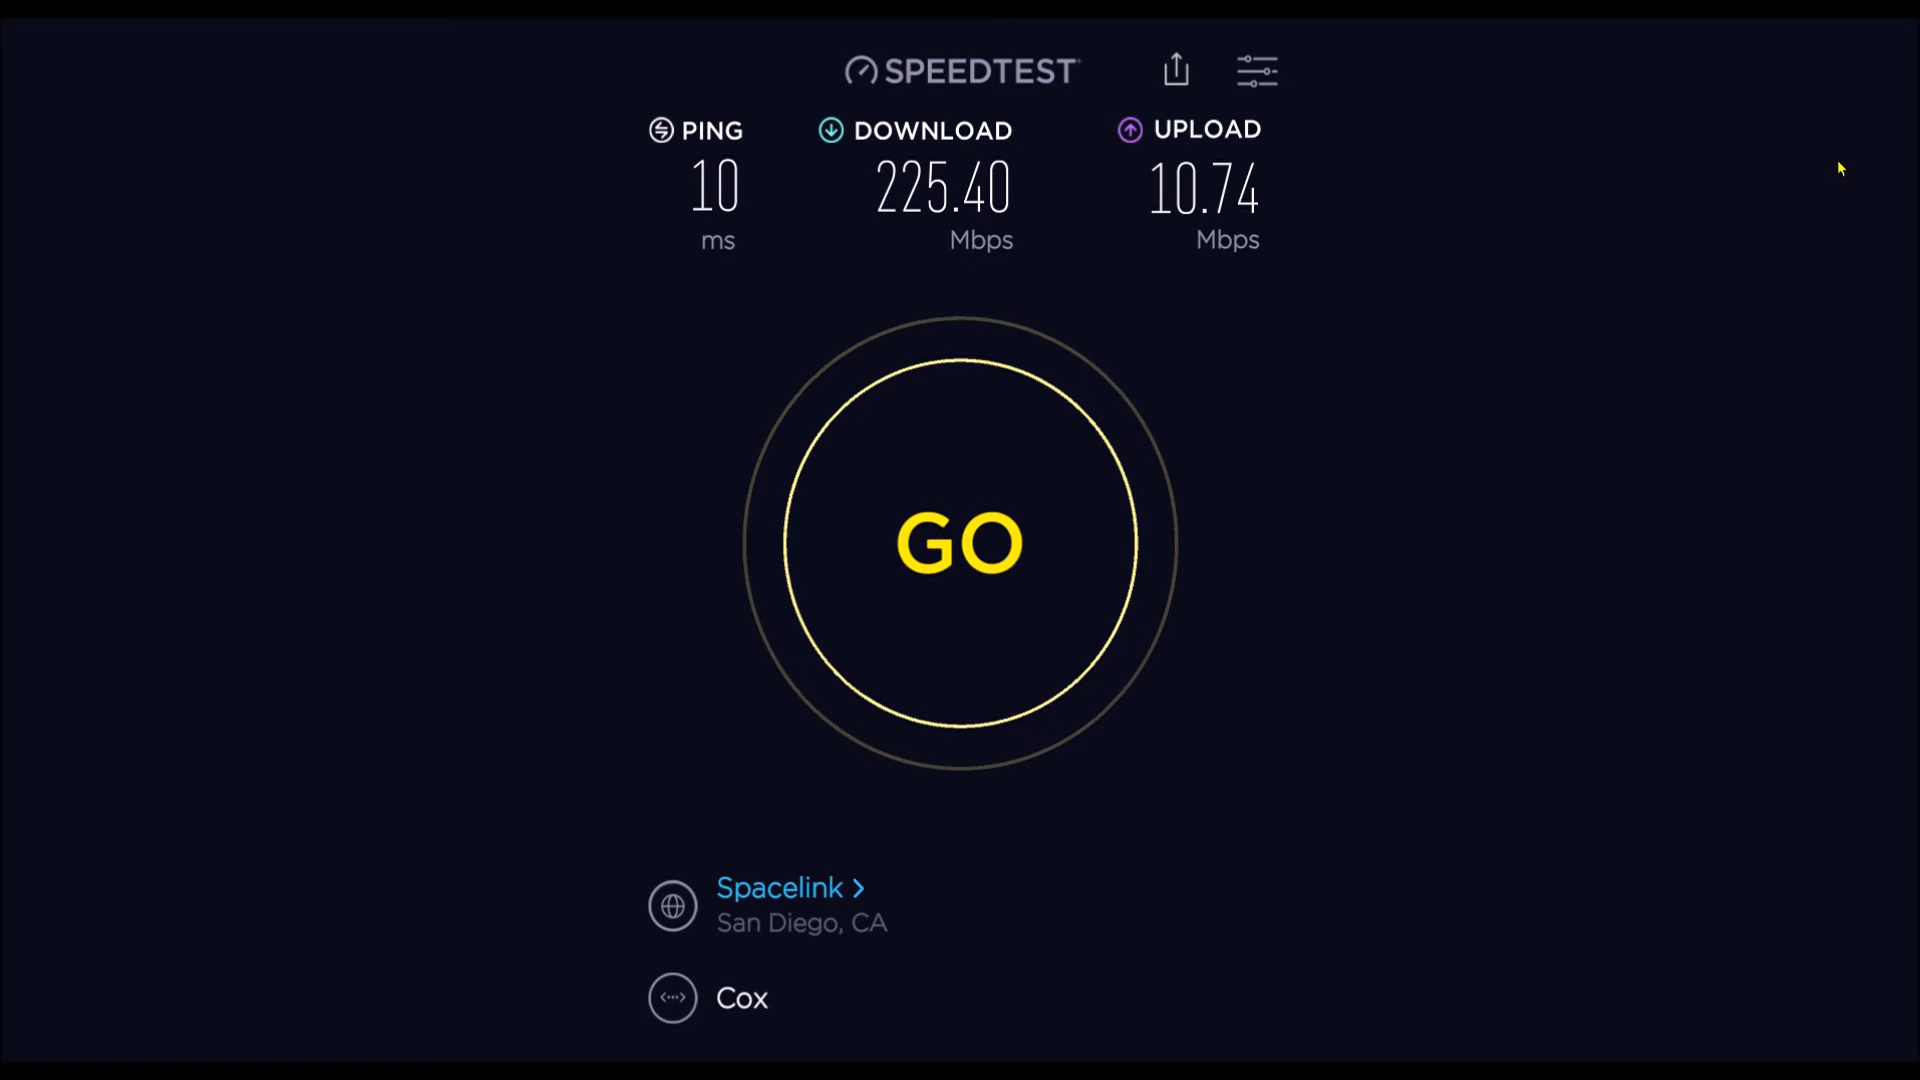 SPEEDTEST
PING
10
ms
DOWNLOAD
225.40
Mbps
UPLOAD
10.74
Mbps
GO
Spacelink >
San Diego, CA
Cox